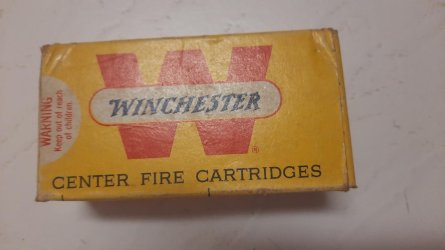 WARNING
Keep out of reach
of children.
W
WINCHESTER
®
CENTER FIRE CARTRIDGES